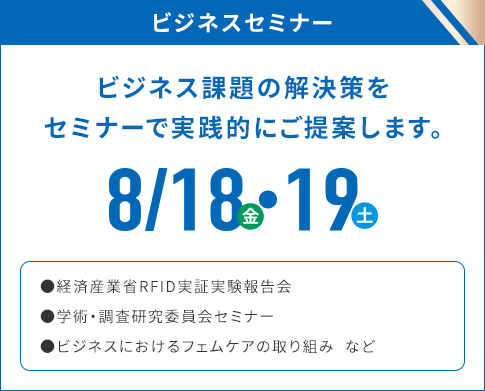 ビジネスセミナー
ビジネス課題の解決策を
セミナーで実践的にご提案します。
8/18金・19土
●経済産業省RFID実証実験報告会
●学術・調査研究委員会セミナー
●ビジネスにおけるフェムケアの取り組み など